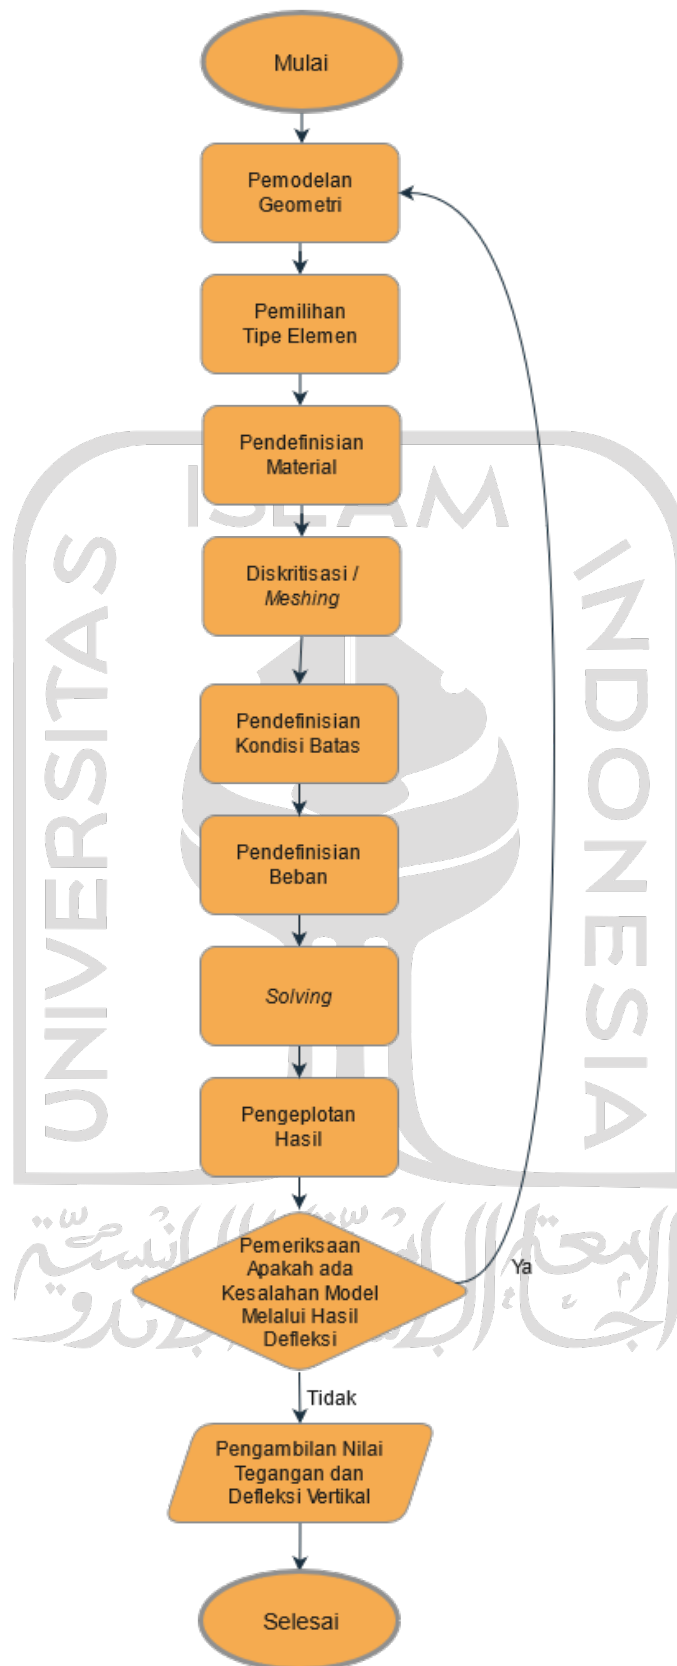 Mulai
Pemodelan
Geometri
Pemilihan
Tipe Elemen
Pendefinisian
Material
ISLAM
UNIVERSITAS
INDONESIA
Diskritisasi /
Meshing
Pendefinisian
Kondisi Batas
Pendefinisian
Beban
Solving
Pengeplotan
Hasil
Pemeriksaan
Apakah ada
Kesalahan Model
Melalui Hasil
Defleksi
Ya
Tidak
Pengambilan Nilai
Tegangan dan
Defleksi Vertikal
Selesai